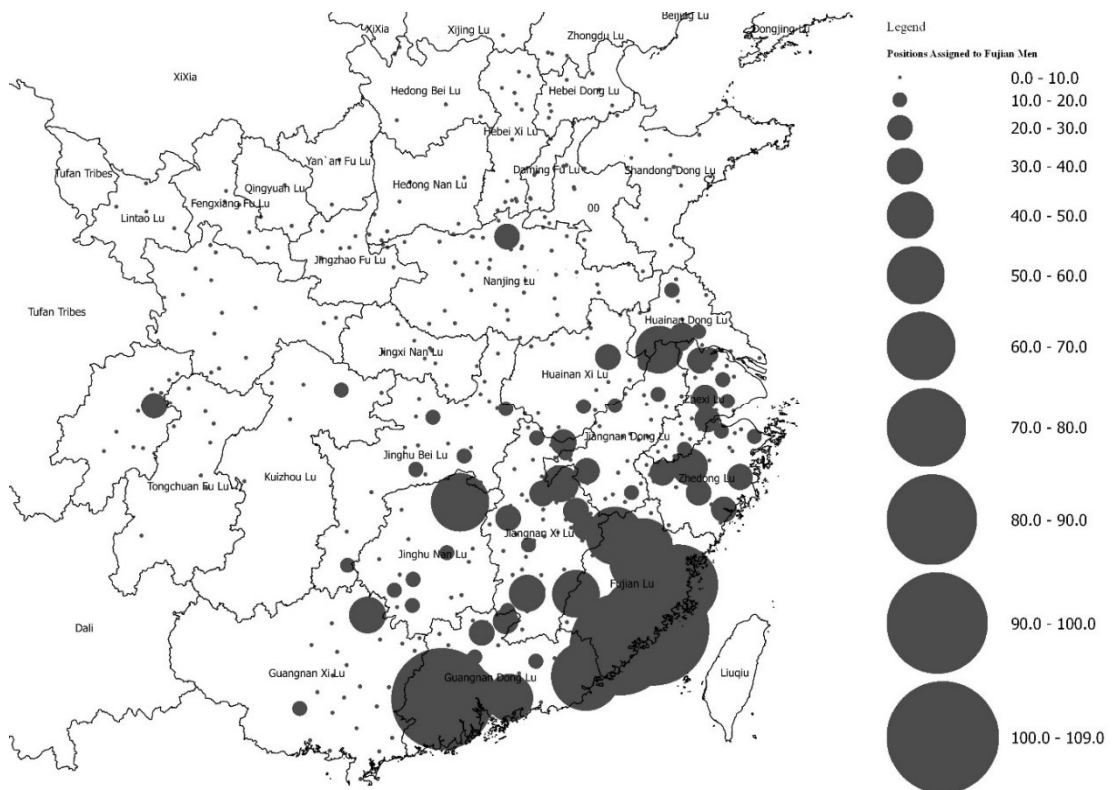 Beijing Lu
XiXia
Xijing Lu
Dongjing Lu
Zhongdu Lu
XiXia
Hedong Bei Lu
Hebei Dong Lu
Hebei Xi Lu
Yan`an Fu Lu
Tufan Tribes
Daming Fu Lu
Shandong Dong Lu
Qingyuan Lu
Hedong Nan Lu
Fengxiang Fu Lu
00
Lintao Lu
Jingzhao Fu Lu
Nanjing Lu
Tufan Tribes
Huainan Dong Lu
Jingxi Nan Lu
Huainan Xi Lu
Zhexi Lu
Jiangnan Dong Lu
Jinghu Bei Lu
Kuizhou Lu
Zhedong Lu
Tongchuan Fu Lu
Jiangnan Xi Lu
Jinghu Nan Lu
Fujian Lu
Dali
Guangnan Xi Lu
Guangnan Dong Lu
Liuqiu
Legend
Positions Assigned to Fujian Men
0.0 - 10.0
10.0 - 20.0
20.0 - 30.0
30.0 - 40.0
40.0 - 50.0
50.0 - 60.0
60.0 - 70.0
70.0 - 80.0
80.0 - 90.0
90.0 - 100.0
100.0 - 109.0